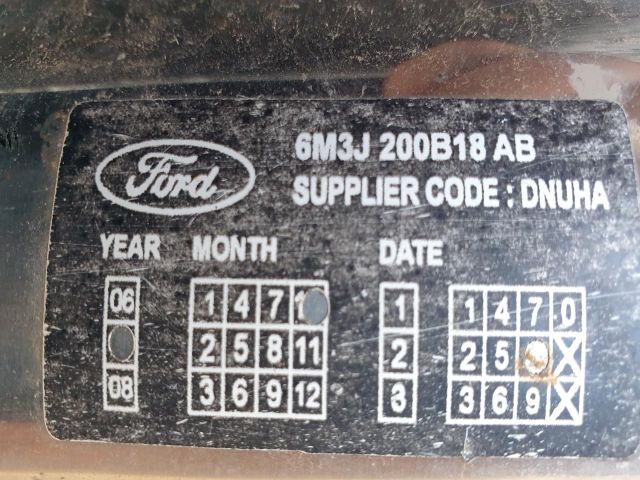 Ford
6M3J 200B18 AB
SUPPLIER CODE : DNUHA
YEAR MONTH DATE
06 1 4 7 1 1 1 4 7 0
2 5 8 11 2 2 5 X
08 3 6 9 12 3 3 6 9 X